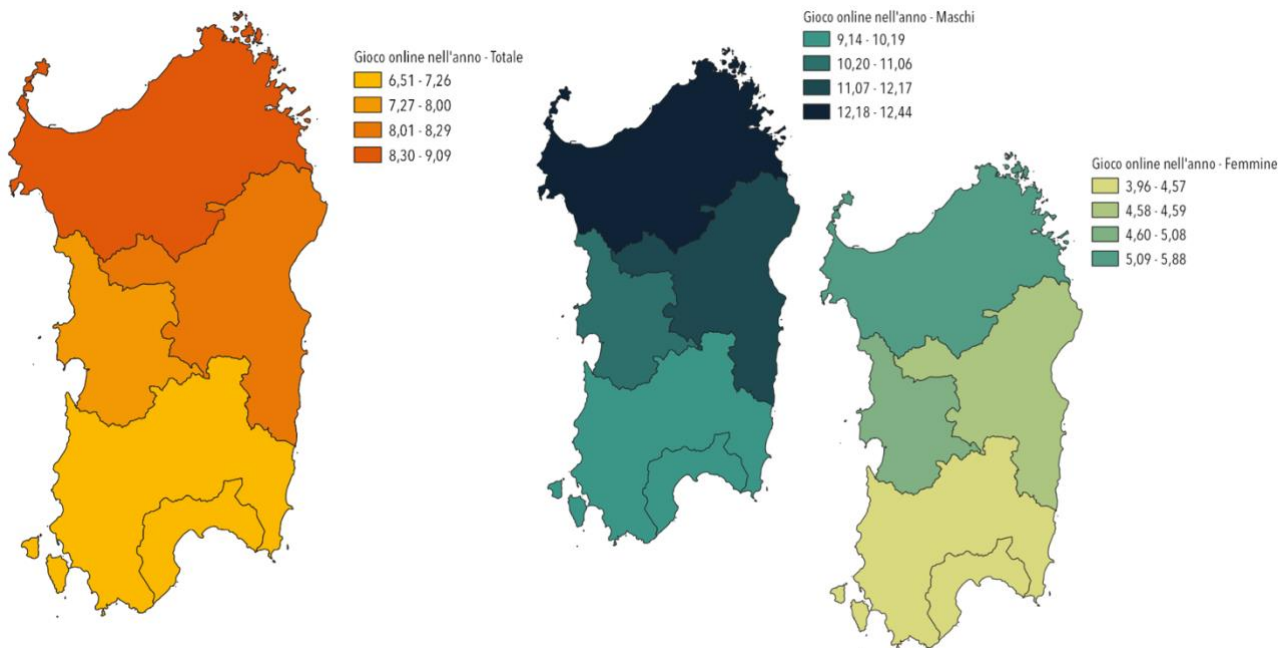 Gioco online nell'anno - Totale
6,51 - 7,26
7,27 - 8,00
8,01 - 8,29
8,30 - 9,09
Gioco online nell'anno - Maschi
9,14 - 10,19
10,20 - 11,06
11,07 - 12,17
12,18 - 12,44
Gioco online nell'anno - Femmine
3,96 - 4,57
4,58 - 4,59
4,60 - 5,08
5,09 - 5,88